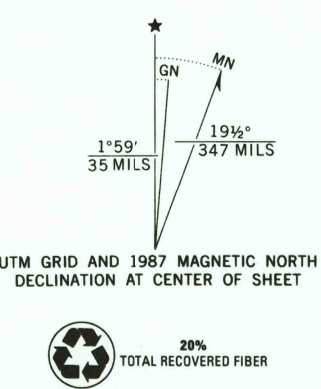 ★
MN
GN
1°59'
35 MILS
19½°
347 MILS
UTM GRID AND 1987 MAGNETIC NORTH
DECLINATION AT CENTER OF SHEET
20%
TOTAL RECOVERED FIBER